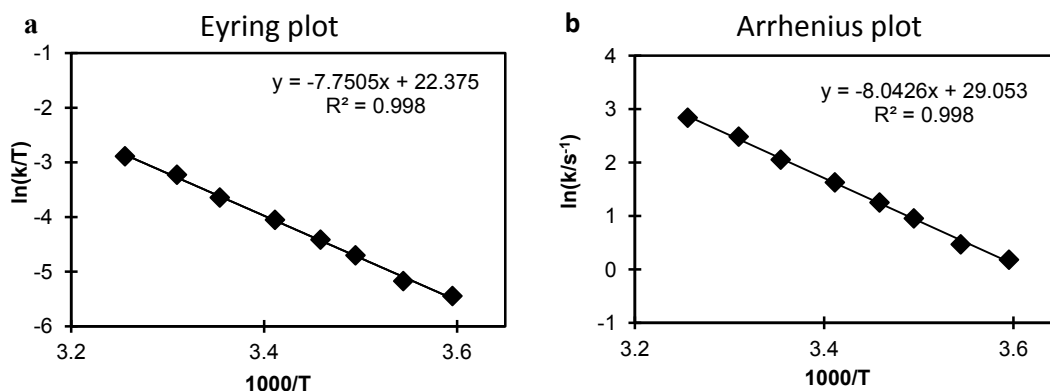 a
Eyring plot
-1
-2
-3
-4
-5
-6
ln(k/T)
y = -7.7505x + 22.375
R² = 0.998
3.2
3.4
3.6
1000/T
b
Arrhenius plot
4
3
2
1
0
-1
ln(k/s⁻¹)
y = -8.0426x + 29.053
R² = 0.998
3.2
3.4
3.6
1000/T